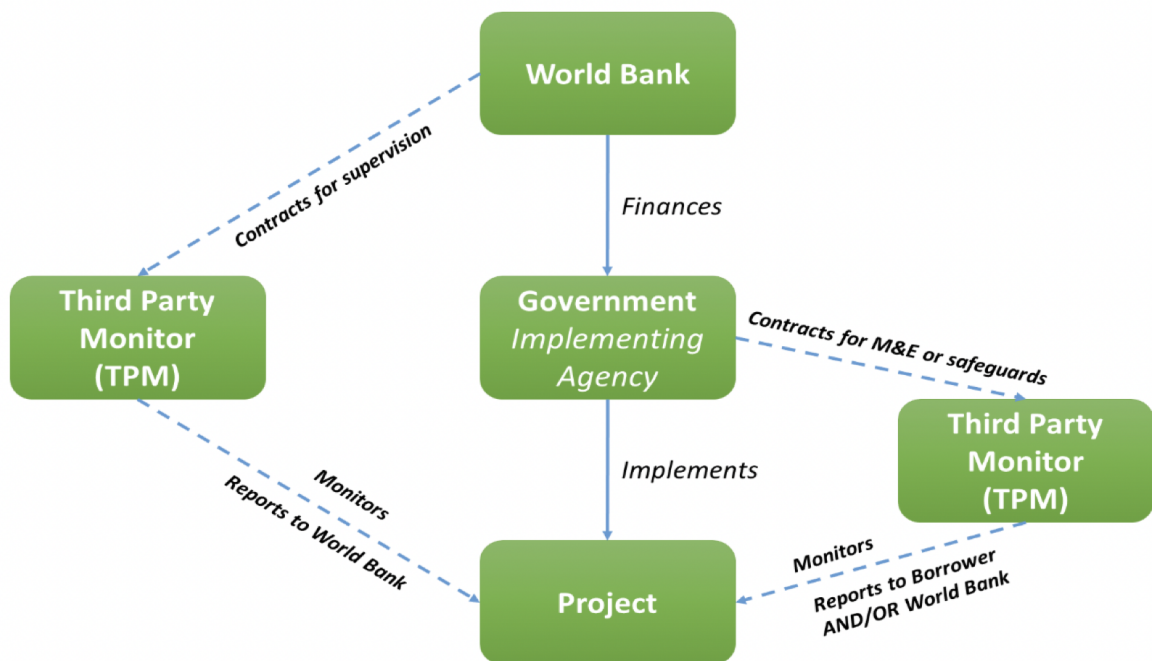 World Bank
Contracts for supervision
Finances
Third Party
Monitor
(TPM)
Government
Implementing
Agency
Contracts for M&E or safeguards
Third Party
Monitor
(TPM)
Monitors
Reports to World Bank
Implements
Monitors
Reports to Borrower
AND/OR World Bank
Project